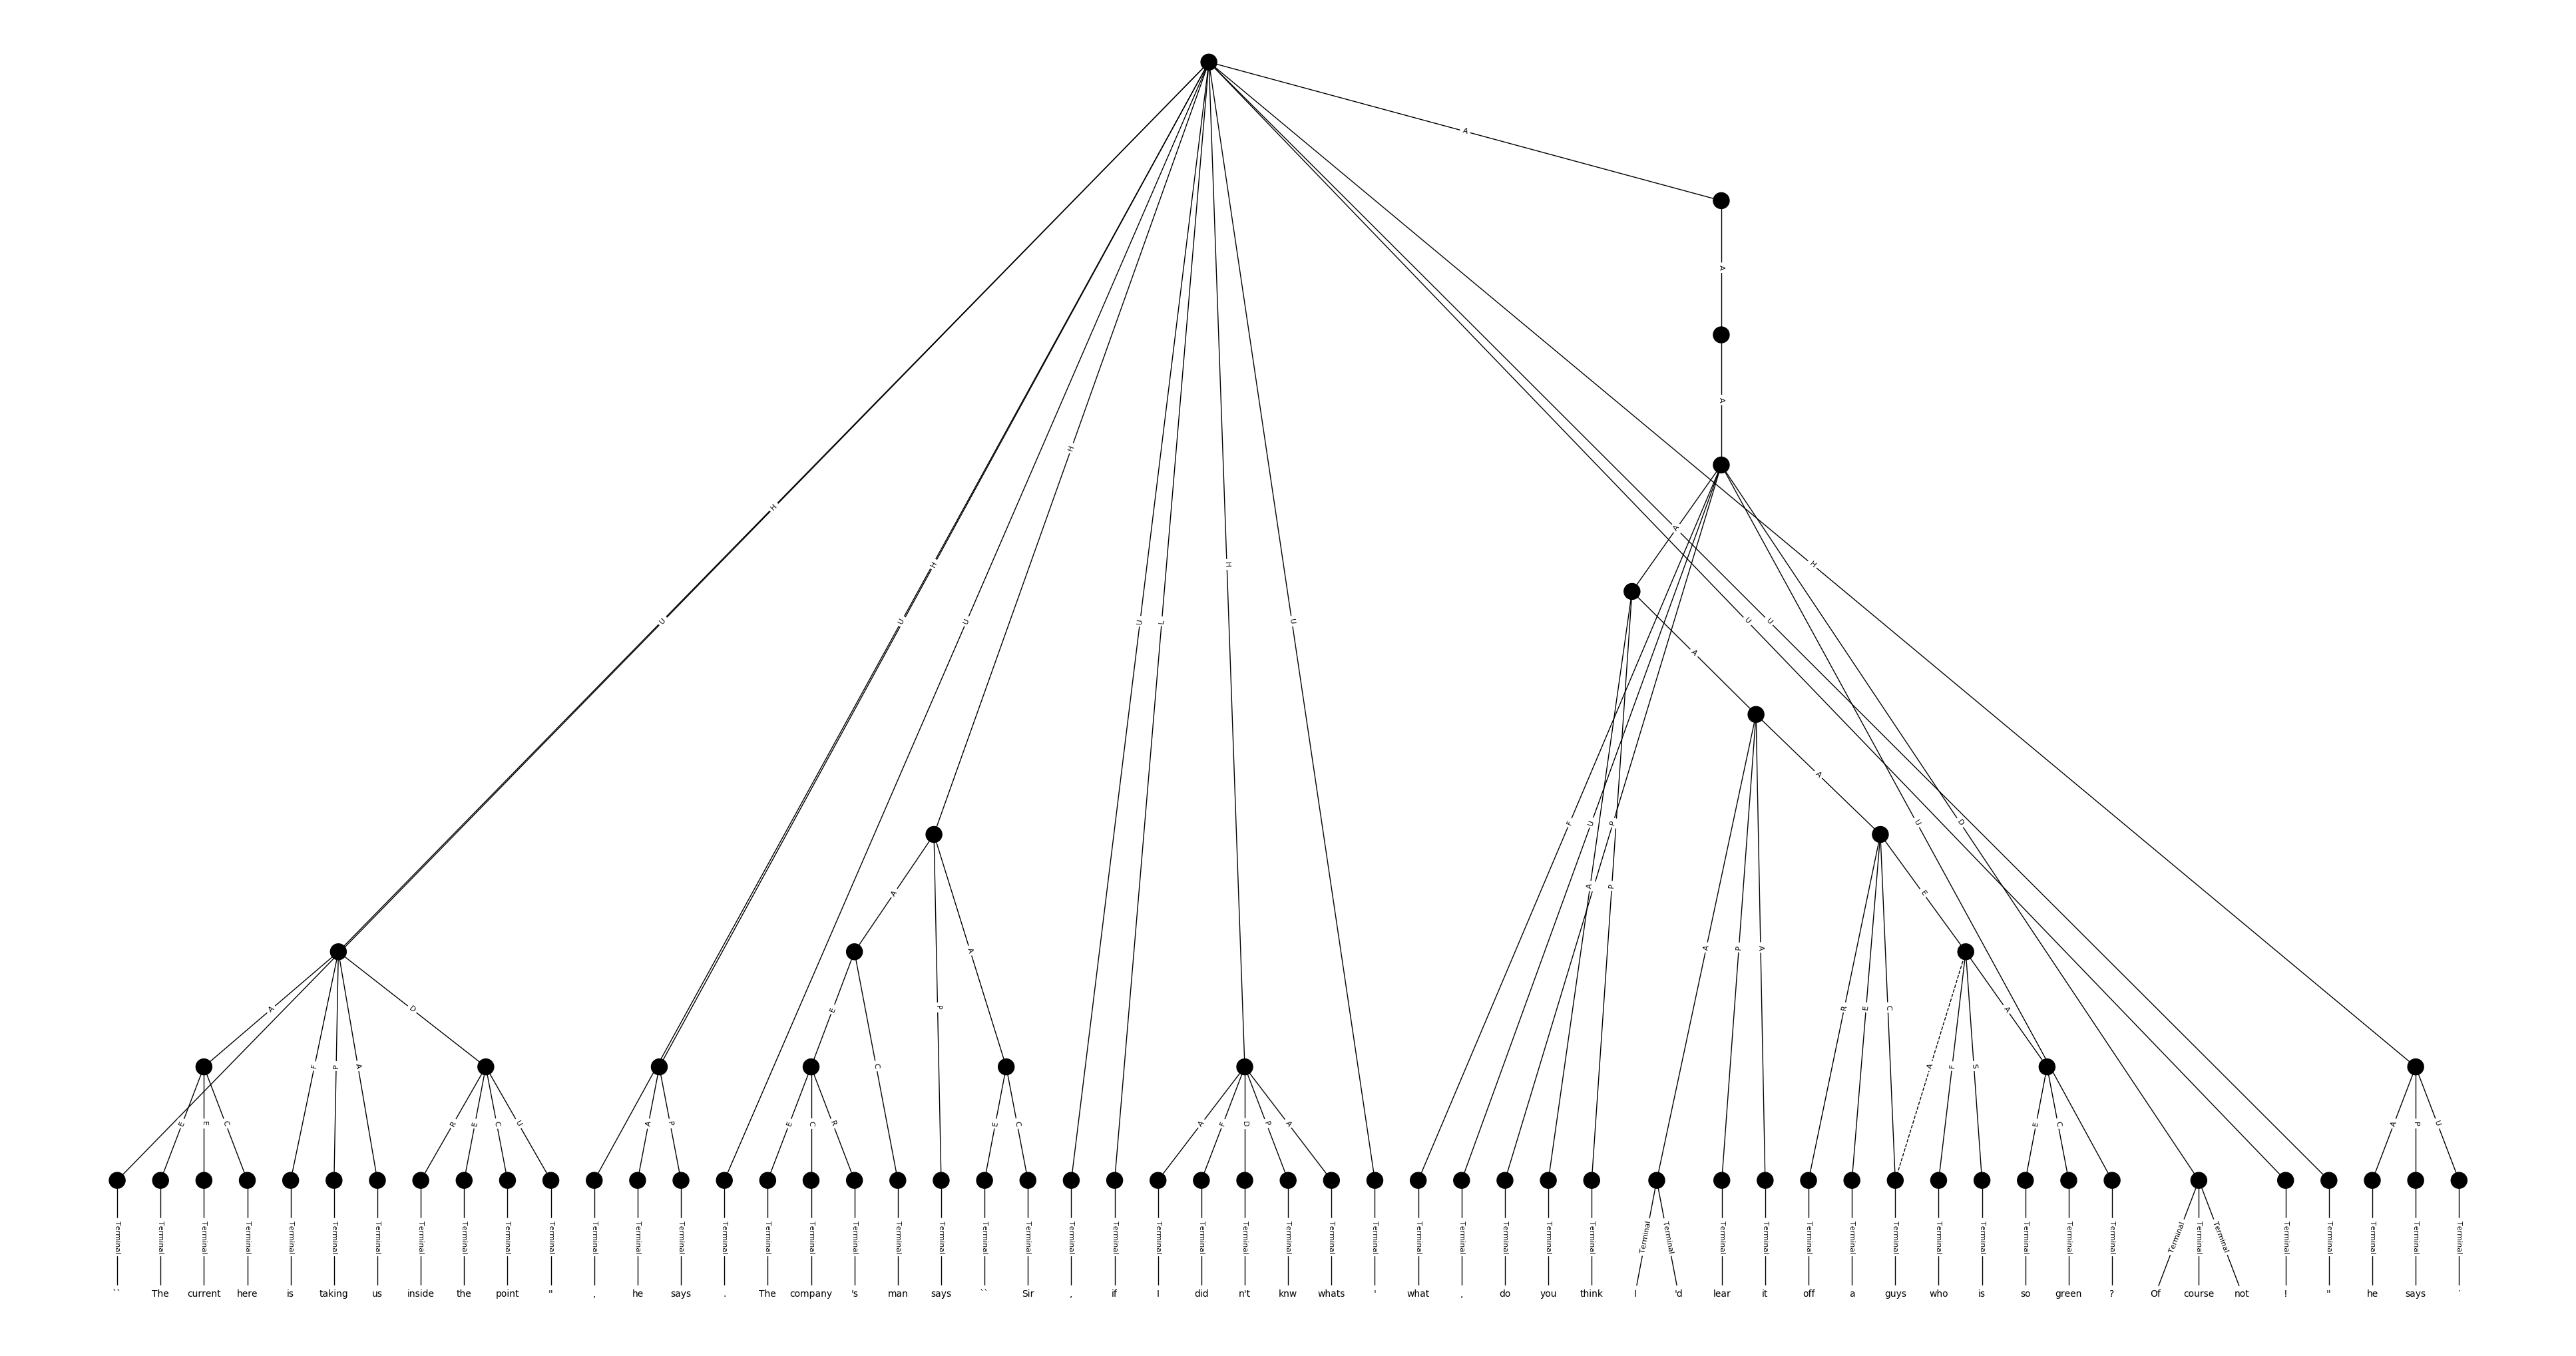 A
A
A
H
A
H
H
H
H
U
U
U
U
L
U
U
U
A
A
F
U
P
U
D
A
A
P
A
E
A
P
A
A
P
A
A
D
E
R
E
C
F
P
A
C
A
F
S
A
E
E
C
R
E
C
U
A
P
E
C
R
E
C
A
F
D
P
A
E
C
A
P
U
Terminal Terminal Terminal Terminal Terminal Terminal Terminal Terminal Terminal Terminal Terminal Terminal Terminal Terminal Terminal Terminal Terminal Terminal Terminal Terminal Terminal Terminal Terminal Terminal Terminal Terminal Terminal Terminal Terminal Terminal Terminal Terminal Terminal Terminal Terminal Terminal Terminal Terminal Terminal Terminal Terminal Terminal Terminal Terminal Terminal Terminal Terminal Terminal Terminal Terminal Terminal Terminal Terminal Terminal Terminal
`` The current here is taking us inside the point " , he says . The company 's man says `` Sir , if I did n't knw whats ' what , do you think I 'd lear it off a guys who is so green ? Of course not ! " he says